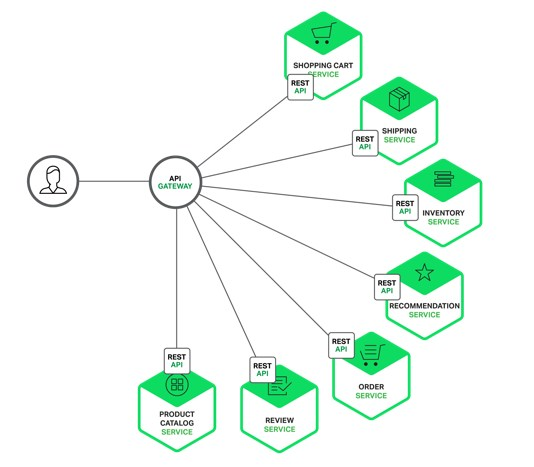 SHOPPING CART
SERVICE
REST
API
SHIPPING
SERVICE
REST
API
API
GATEWAY
INVENTORY
SERVICE
REST
API
RECOMMENDATION
SERVICE
REST
API
ORDER
SERVICE
REST
API
REVIEW
SERVICE
REST
API
PRODUCT
CATALOG
SERVICE
REST
API